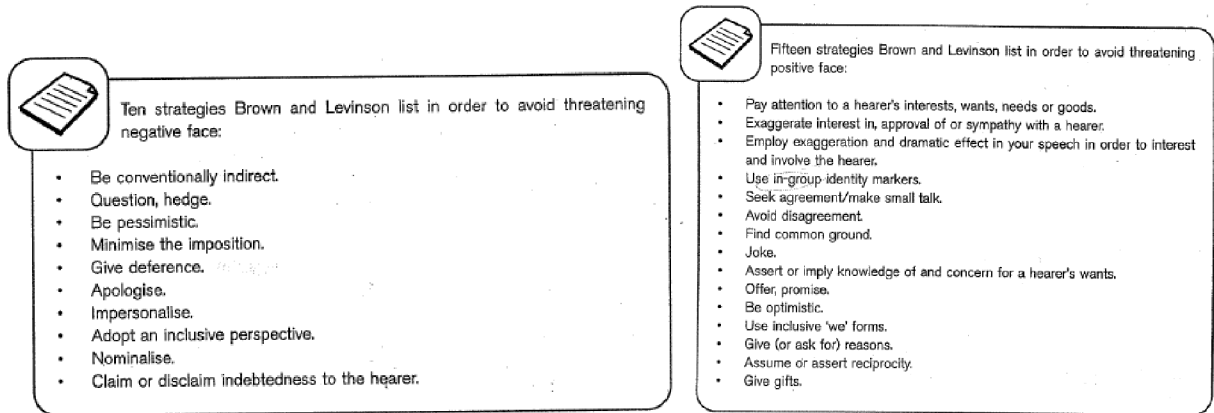 Ten strategies Brown and Levinson list in order to avoid threatening
negative face:
• Be conventionally indirect.
• Question, hedge.
• Be pessimistic.
• Minimise the imposition.
• Give deference.
• Apologise.
• Impersonalise.
• Adopt an inclusive perspective.
• Nominalise.
• Claim or disclaim indebtedness to the hearer.
Fifteen strategies Brown and Levinson list in order to avoid threatening
positive face:
• Pay attention to a hearer's interests, wants, needs or goods.
• Exaggerate interest in, approval of or sympathy with a hearer.
• Employ exaggeration and dramatic effect in your speech in order to interest
and involve the hearer.
• Use in-group identity markers.
• Seek agreement/make small talk.
• Avoid disagreement.
• Find common ground.
• Joke.
• Assert or imply knowledge of and concern for a hearer's wants.
• Offer, promise.
• Be optimistic.
• Use inclusive 'we' forms.
• Give (or ask for) reasons.
• Assume or assert reciprocity.
• Give gifts.